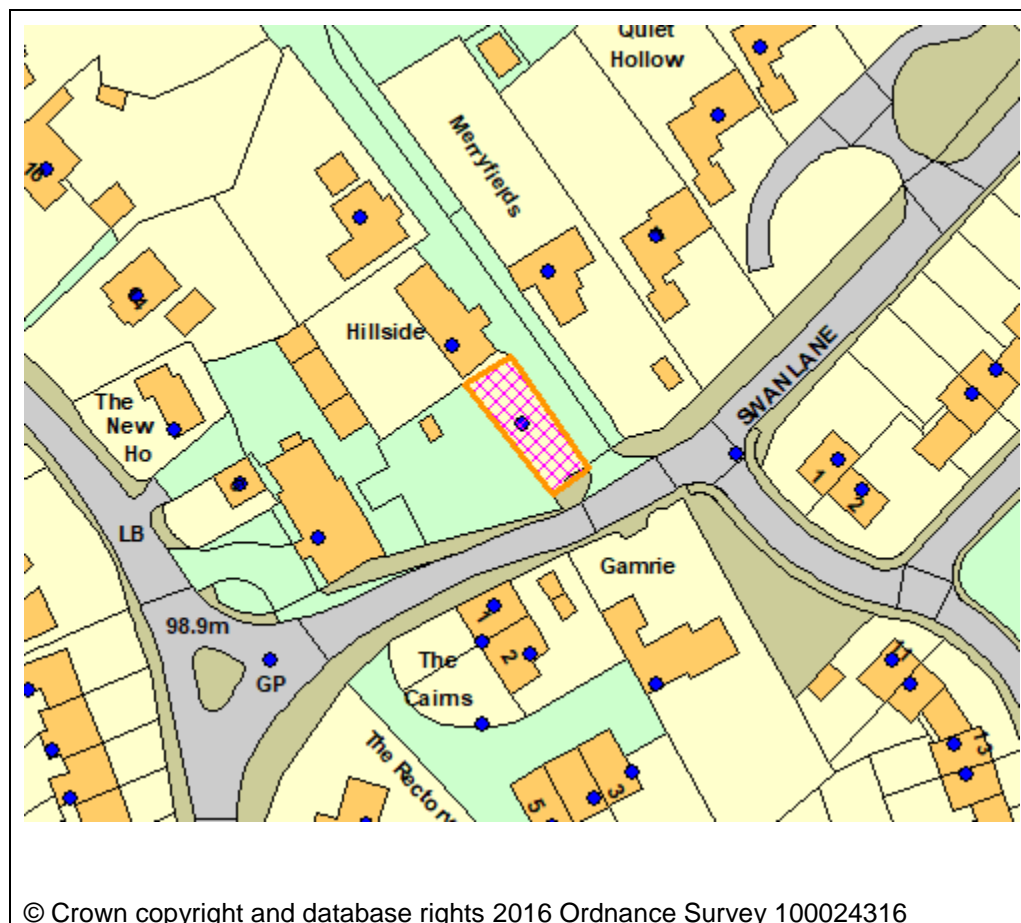 Quiet
Hollow
Merryfields
16
4
Hillside
The
New
Ho
SWAN LANE
LB
1
2
Gamrie
98.9m
GP
1
2
The
Cairns
The Rectory
11
13
3
5
© Crown copyright and database rights 2016 Ordnance Survey 100024316